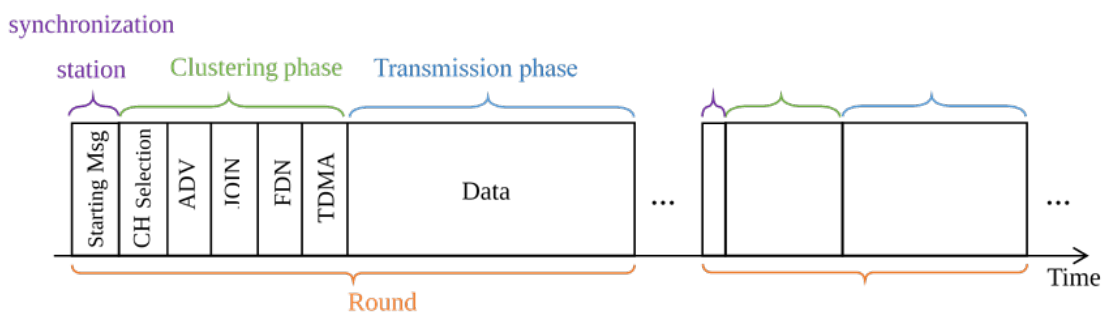 synchronization
station
Clustering phase
Transmission phase
Starting Msg
CH Selection
ADV
JOIN
FDN
TDMA
Data
...
...
Time
Round